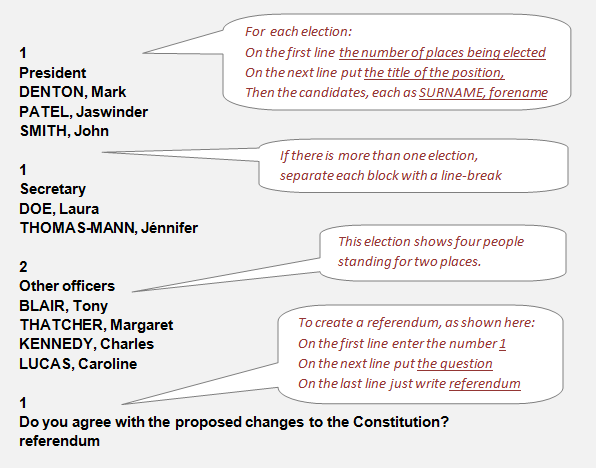 1
President
DENTON, Mark
PATEL, Jaswinder
SMITH, John
For each election:
On the first line the number of places being elected
On the next line put the title of the position,
Then the candidates, each as SURNAME, forename
If there is more than one election,
separate each block with a line-break
1
Secretary
DOE, Laura
THOMAS-MANN, Jénnifer
This election shows four people
standing for two places.
2
Other officers
BLAIR, Tony
THATCHER, Margaret
KENNEDY, Charles
LUCAS, Caroline
To create a referendum, as shown here:
On the first line enter the number 1
On the next line put the question
On the last line just write referendum
1
Do you agree with the proposed changes to the Constitution?
referendum